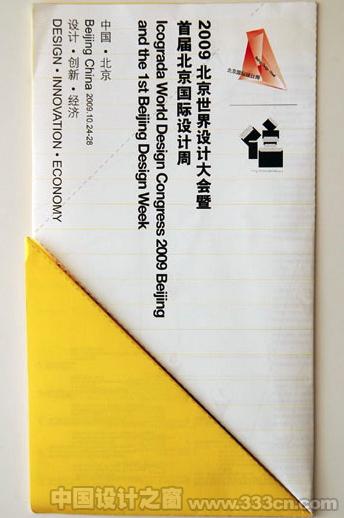 2009 北京世界设计大会暨
首届北京国际设计周
Icograda World Design Congress 2009 Beijing
and the 1st Beijing Design Week
中国·北京
Beijing China 2009.10.24-28
设计·创新·经济
DESIGN·INNOVATION·ECONOMY
中国设计之窗
www.333cn.com